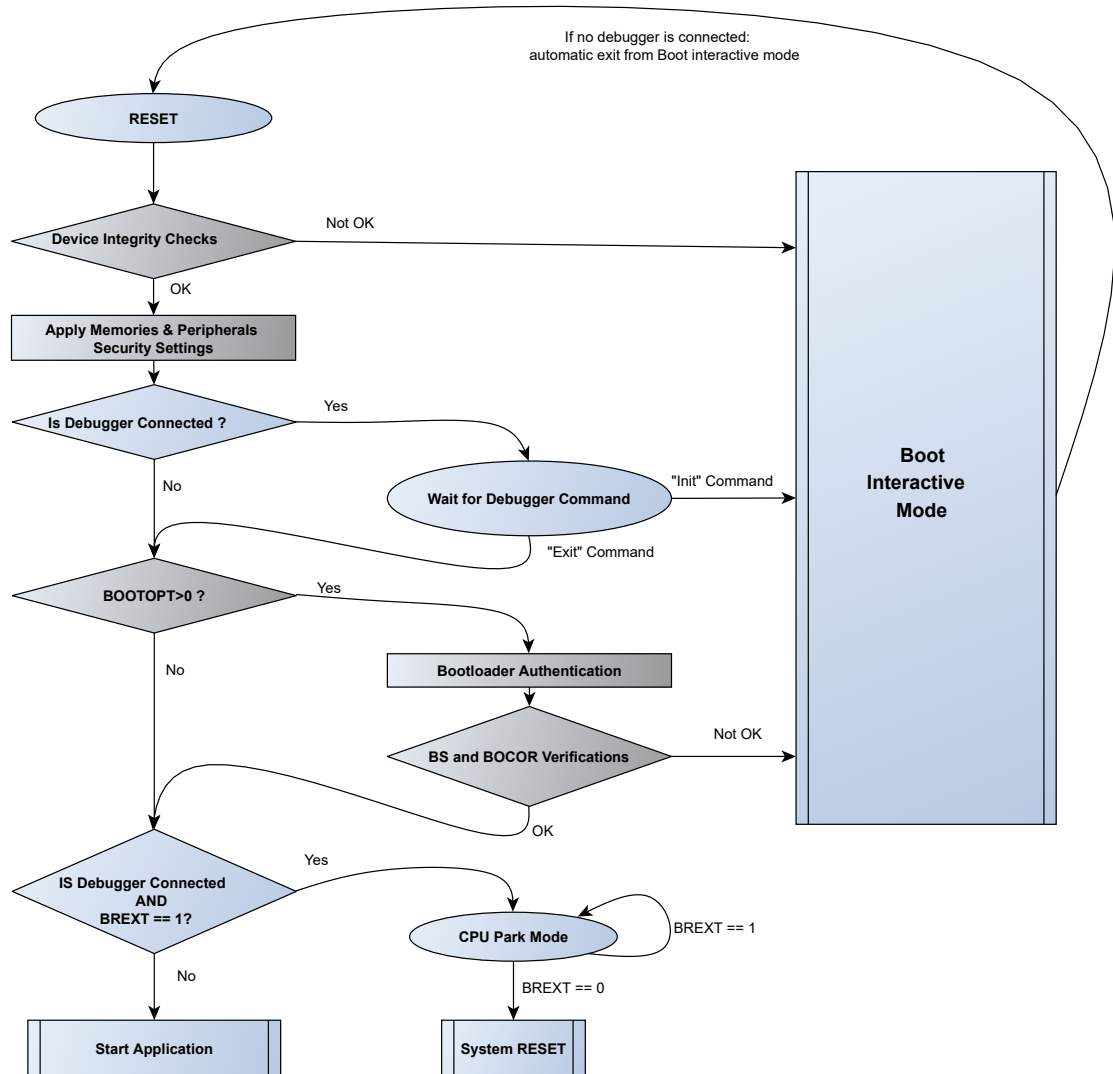 If no debugger is connected:
automatic exit from Boot interactive mode
RESET
Device Integrity Checks
Not OK
OK
Apply Memories & Peripherals
Security Settings
Is Debugger Connected ?
Yes
No
Wait for Debugger Command
"Init" Command
"Exit" Command
Boot
Interactive
Mode
BOOTOPT>0 ?
Yes
No
Bootloader Authentication
BS and BOCOR Verifications
Not OK
OK
IS Debugger Connected
AND
BREXT == 1?
Yes
No
CPU Park Mode
BREXT == 1
BREXT == 0
Start Application
System RESET